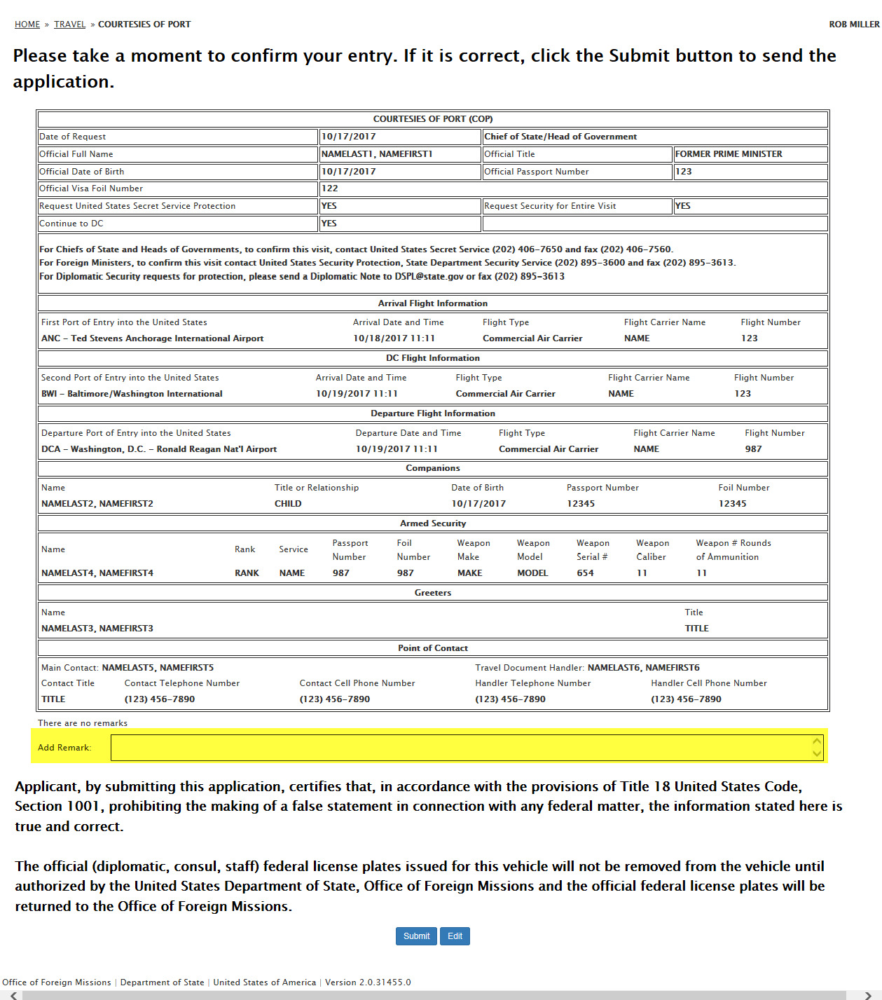 HOME » TRAVEL » COURTESIES OF PORT ROB MILLER
Please take a moment to confirm your entry. If it is correct, click the Submit button to send the
application.
COURTESIES OF PORT (COP)
Date of Request 10/17/2017 Chief of State/Head of Government
Official Full Name NAMELAST1, NAMEFIRST1 Official Title FORMER PRIME MINISTER
Official Date of Birth 10/17/2017 Official Passport Number 123
Official Visa Foil Number 122
Request United States Secret Service Protection YES Request Security for Entire Visit YES
Continue to DC YES
For Chiefs of State and Heads of Governments, to confirm this visit, contact United States Secret Service (202) 406-7650 and fax (202) 406-7560.
For Foreign Ministers, to confirm this visit contact United States Security Protection, State Department Security Service (202) 895-3600 and fax (202) 895-3613.
For Diplomatic Security requests for protection, please send a Diplomatic Note to DSPL@state.gov or fax (202) 895-3613
Arrival Flight Information
First Port of Entry into the United States Arrival Date and Time Flight Type Flight Carrier Name Flight Number
ANC - Ted Stevens Anchorage International Airport 10/18/2017 11:11 Commercial Air Carrier NAME 123
DC Flight Information
Second Port of Entry into the United States Arrival Date and Time Flight Type Flight Carrier Name Flight Number
BWI - Baltimore/Washington International 10/19/2017 11:11 Commercial Air Carrier NAME 123
Departure Flight Information
Departure Port of Entry into the United States Departure Date and Time Flight Type Flight Carrier Name Flight Number
DCA - Washington, D.C. - Ronald Reagan Nat'l Airport 10/19/2017 11:11 Commercial Air Carrier NAME 987
Companions
Name Title or Relationship Date of Birth Passport Number Foil Number
NAMELAST2, NAMEFIRST2 CHILD 10/17/2017 12345 12345
Armed Security
Name Rank Service Passport Number Foil Number Weapon Make Weapon Model Weapon Serial # Weapon Caliber Weapon # Rounds of Ammunition
NAMELAST4, NAMEFIRST4 RANK NAME 987 987 MAKE MODEL 654 11 11
Greeters
Name Title
NAMELAST3, NAMEFIRST3 TITLE
Point of Contact
Main Contact: NAMELAST5, NAMEFIRST5 Travel Document Handler: NAMELAST6, NAMEFIRST6
Contact Title Contact Telephone Number Contact Cell Phone Number Handler Telephone Number Handler Cell Phone Number
TITLE (123) 456-7890 (123) 456-7890 (123) 456-7890 (123) 456-7890
There are no remarks
Add Remark:
Applicant, by submitting this application, certifies that, in accordance with the provisions of Title 18 United States Code,
Section 1001, prohibiting the making of a false statement in connection with any federal matter, the information stated here is
true and correct.
The official (diplomatic, consul, staff) federal license plates issued for this vehicle will not be removed from the vehicle until
authorized by the United States Department of State, Office of Foreign Missions and the official federal license plates will be
returned to the Office of Foreign Missions.
Submit Edit
Office of Foreign Missions | Department of State | United States of America | Version 2.0.31455.0